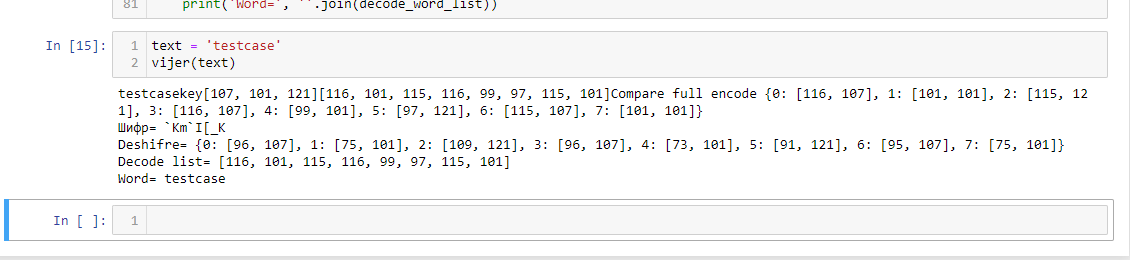 81 print('Word=', ''.join(decode_word_list))
In [15]:
1 text = 'testcase'
2 vijer(text)
testcasekey[107, 101, 121][116, 101, 115, 116, 99, 97, 115, 101]Compare full encode {0: [116, 107], 1: [101, 101], 2: [115, 12
1], 3: [116, 107], 4: [99, 101], 5: [97, 121], 6: [115, 107], 7: [101, 101]}
Шифр= `Km`I[_K
Deshifre= {0: [96, 107], 1: [75, 101], 2: [109, 121], 3: [96, 107], 4: [73, 101], 5: [91, 121], 6: [95, 107], 7: [75, 101]}
Decode list= [116, 101, 115, 116, 99, 97, 115, 101]
Word= testcase
In [ ]:
1